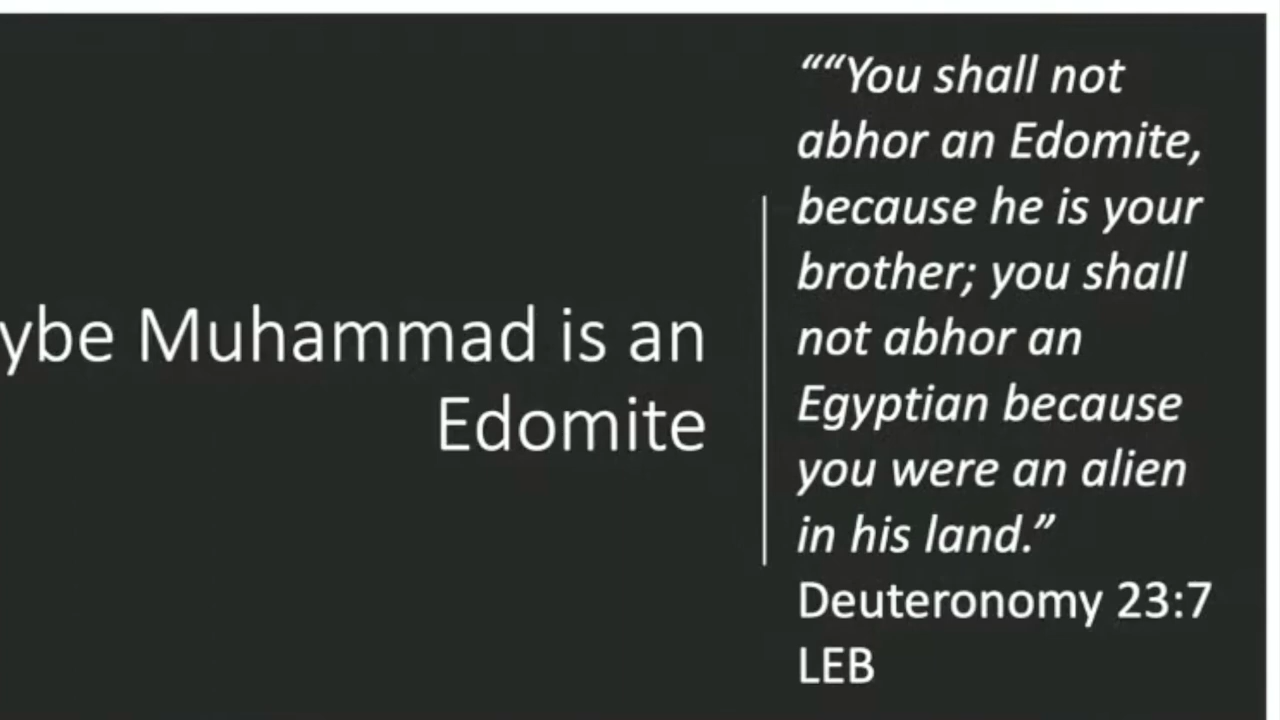 ybe Muhammad is an
Edomite
““You shall not
abhor an Edomite,
because he is your
brother; you shall
not abhor an
Egyptian because
you were an alien
in his land.”
Deuteronomy 23:7
LEB